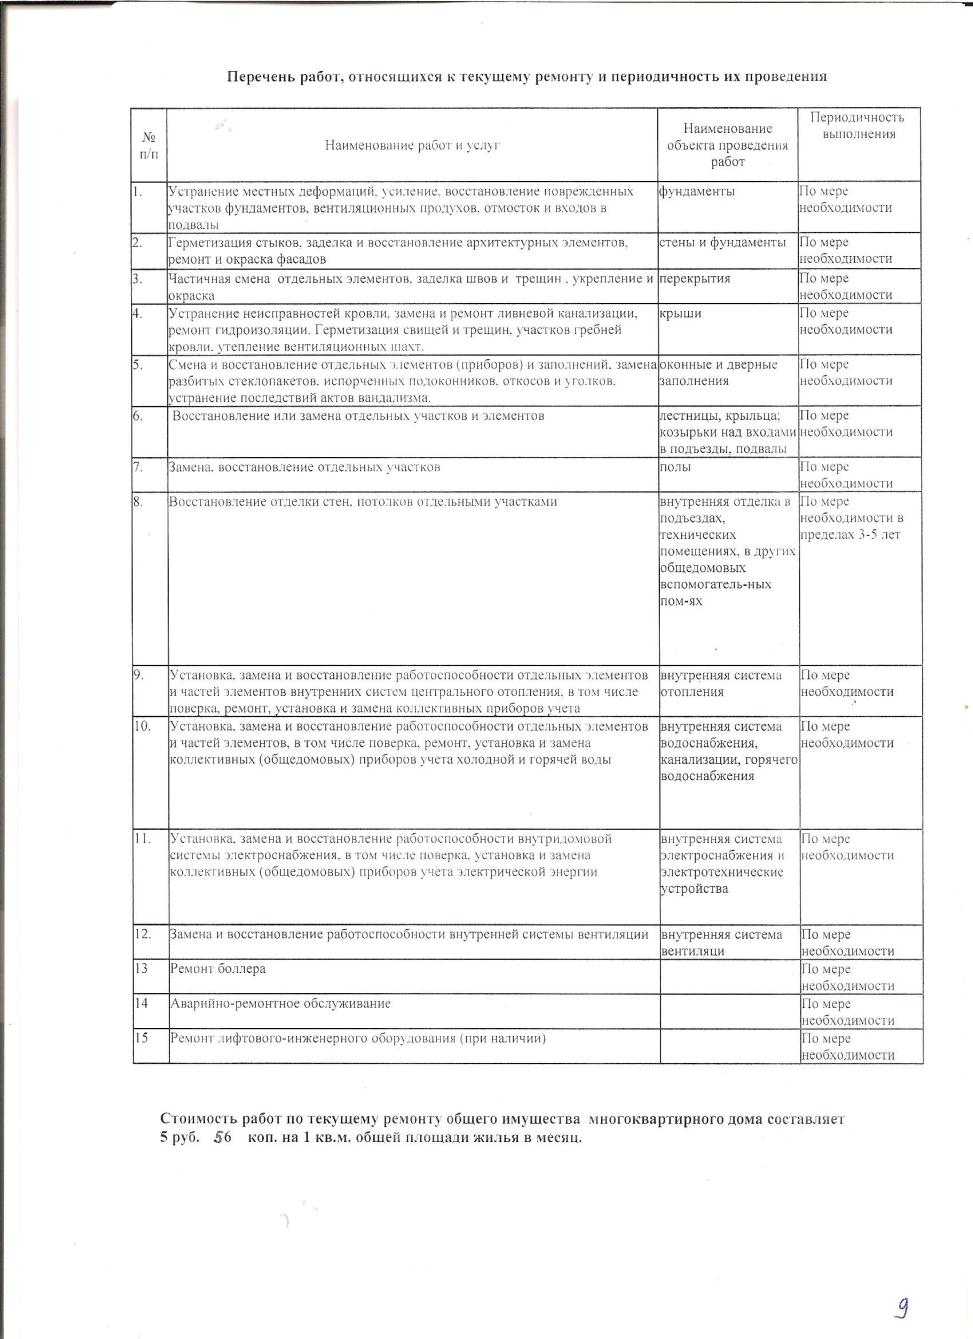 Перечень работ, относящихся к текущему ремонту и периодичность их проведения
№ п/п
Наименование работ и услуг
Наименование объекта проведения работ
Периодичность выполнения
1.
Устранение местных деформаций, усиление, восстановление поврежденных
участков фундаментов, вентиляционных продухов, отмосток и входов в
подвалы
фундаменты
По мере
необходимости
2.
Герметизация стыков, заделка и восстановление архитектурных элементов,
ремонт и окраска фасадов
стены и фундаменты
По мере
необходимости
3.
Частичная смена отдельных элементов, заделка швов и трещин , укрепление и
окраска
перекрытия
По мере
необходимости
4.
Устранение неисправностей кровли, замена и ремонт ливневой канализации,
ремонт гидроизоляции. Герметизация свищей и трещин, участков гребней
кровли, утепление вентиляционных шахт.
крыши
По мере
необходимости
5.
Смена и восстановление отдельных элементов (приборов) и заполнений, замена
разбитых стеклопакетов, испорченных подоконников, откосов и уголков,
устранение последствий актов вандализма.
оконные и дверные
заполнения
По мере
необходимости
6.
Восстановление или замена отдельных участков и элементов
лестницы, крыльца;
козырьки над входами
в подъезды, подвалы
По мере
необходимости
7.
Замена, восстановление отдельных участков
полы
По мере
необходимости
8.
Восстановление отделки стен, потолков отдельными участками
внутренняя отделка в
подъездах,
технических
помещениях, в других
общедомовых
вспомогатель-ных
пом-ях
По мере
необходимости в
пределах 3-5 лет
9.
Установка, замена и восстановление работоспособности отдельных элементов
и частей элементов внутренних систем центрального отопления, в том числе
поверка, ремонт, установка и замена коллективных приборов учета
внутренняя система
отопления
По мере
необходимости
10.
Установка, замена и восстановление работоспособности отдельных элементов
и частей элементов, в том числе поверка, ремонт, установка и замена
коллективных (общедомовых) приборов учета холодной и горячей воды
внутренняя система
водоснабжения,
канализации, горячего
водоснабжения
По мере
необходимости
11.
Установка, замена и восстановление работоспособности внутридомовой
системы электроснабжения, в том числе поверка, установка и замена
коллективных (общедомовых) приборов учета электрической энергии
внутренняя система
электроснабжения и
электротехнические
устройства
По мере
необходимости
12.
Замена и восстановление работоспособности внутренней системы вентиляции
внутренняя система
вентиляци
По мере
необходимости
13
Ремонт боллера
По мере
необходимости
14
Аварийно-ремонтное обслуживание
По мере
необходимости
15
Ремонт лифтового-инженерного оборудования (при наличии)
По мере
необходимости
Стоимость работ по текущему ремонту общего имущества многоквартирного дома составляет
5 руб. 56 коп. на 1 кв.м. общей площади жилья в месяц.
9